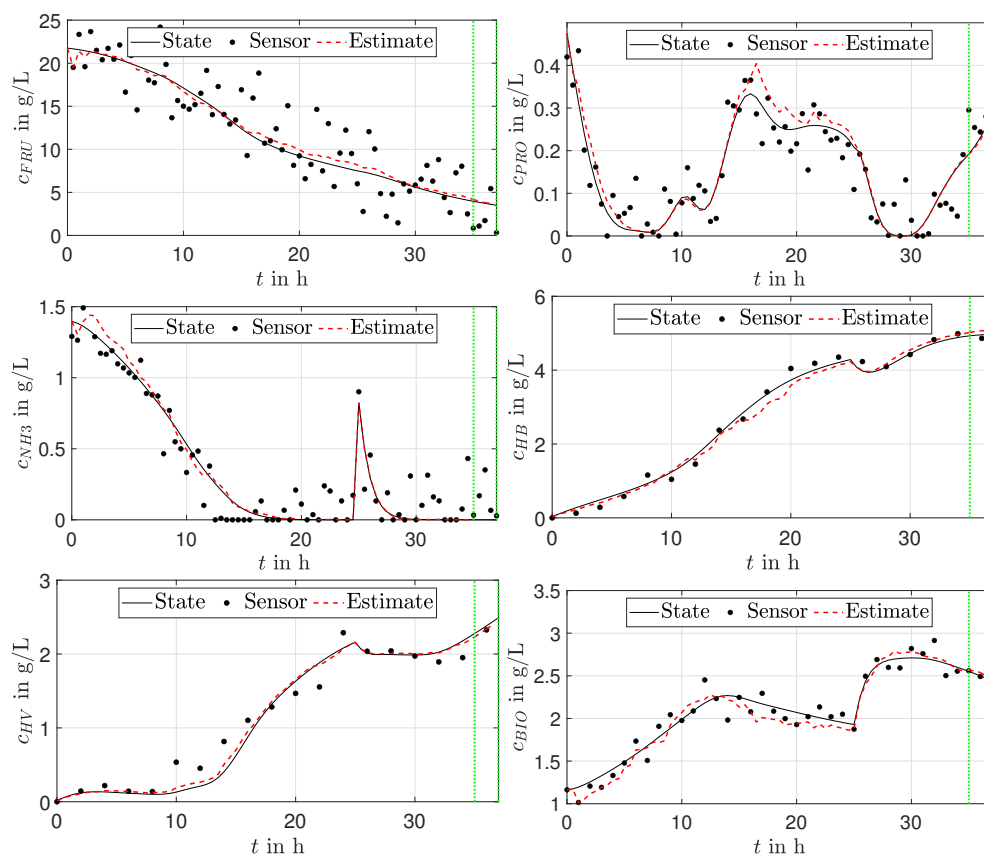 25
20
15
10
5
0
c_FRU in g/L
State Sensor Estimate
0 10 20 30
t in h
0.4
0.3
0.2
0.1
0
c_PRO in g/L
State Sensor Estimate
0 10 20 30
t in h
1.5
1
0.5
0
c_NH3 in g/L
State Sensor Estimate
0 10 20 30
t in h
6
4
2
0
c_HB in g/L
State Sensor Estimate
0 10 20 30
t in h
3
2
1
0
c_HV in g/L
State Sensor Estimate
0 10 20 30
t in h
3.5
3
2.5
2
1.5
1
c_BIO in g/L
State Sensor Estimate
0 10 20 30
t in h